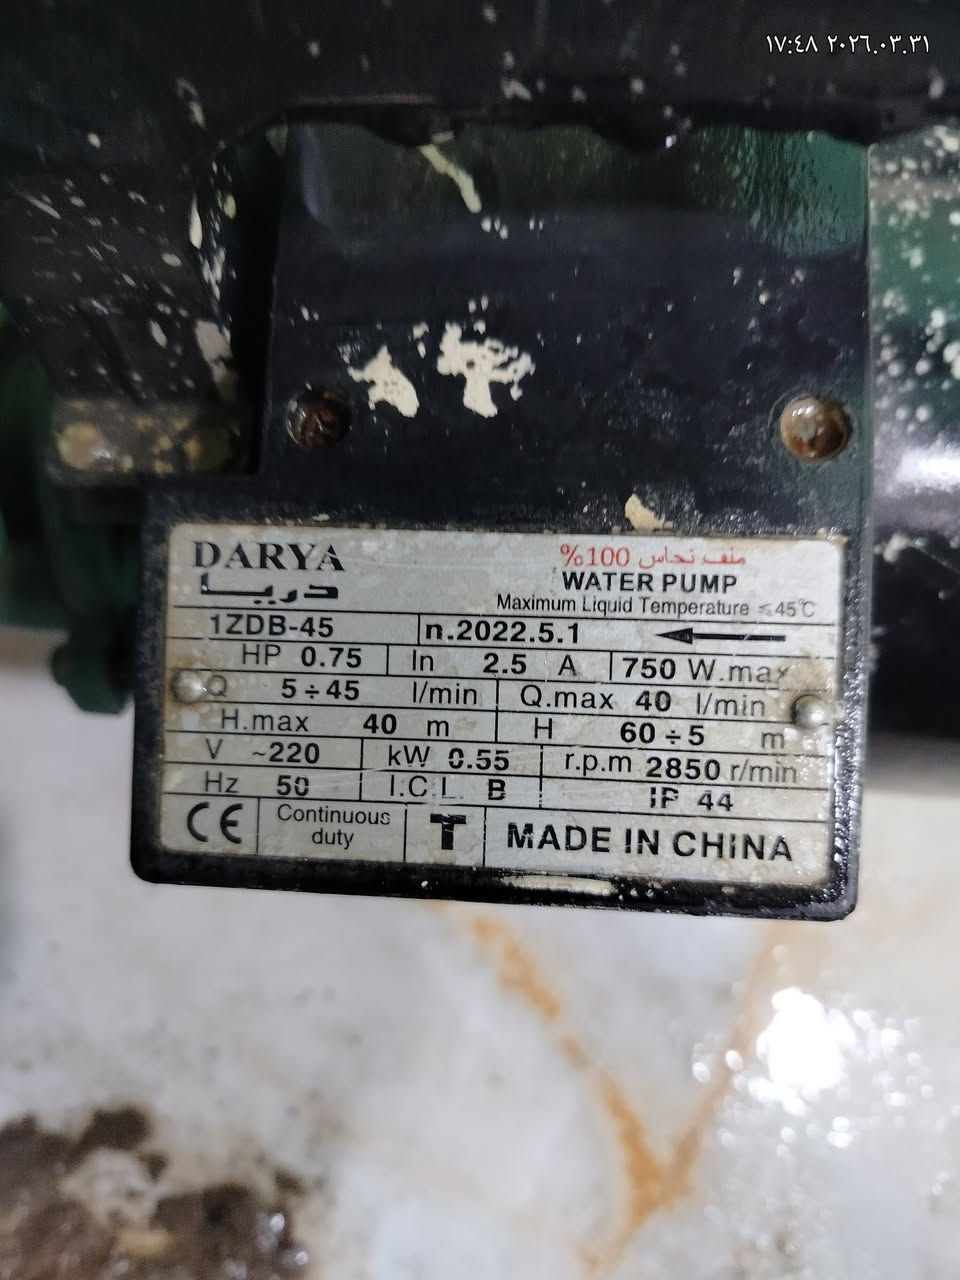 ١٧:٤٨ ٢٠٢٦.٠٣.٣١
DARYA
دريـا
%100 ملف نحاس
WATER PUMP
Maximum Liquid Temperature ≤45℃
1ZDB-45 n.2022.5.1
HP 0.75 In 2.5 A 750 W.max
Q 5÷45 l/min Q.max 40 l/min
H.max 40 m H 60÷5 m
V ~220 kW 0.55 r.p.m 2850 r/min
Hz 50 I.C.L. B IP 44
CE Continuous duty T MADE IN CHINA